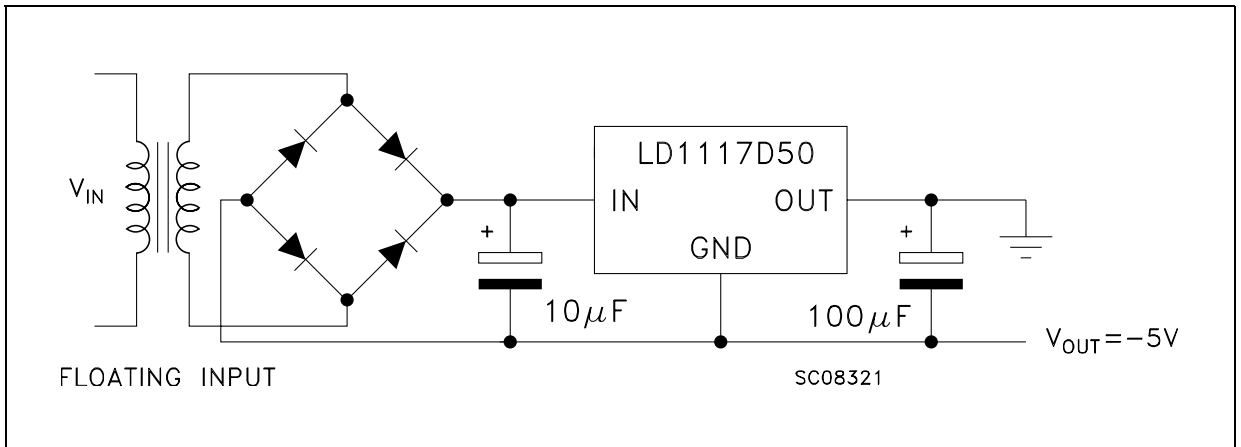 LD1117D50
V_IN
IN
OUT
+
+
GND
10μF
100μF
V_OUT=-5V
FLOATING INPUT
SC08321